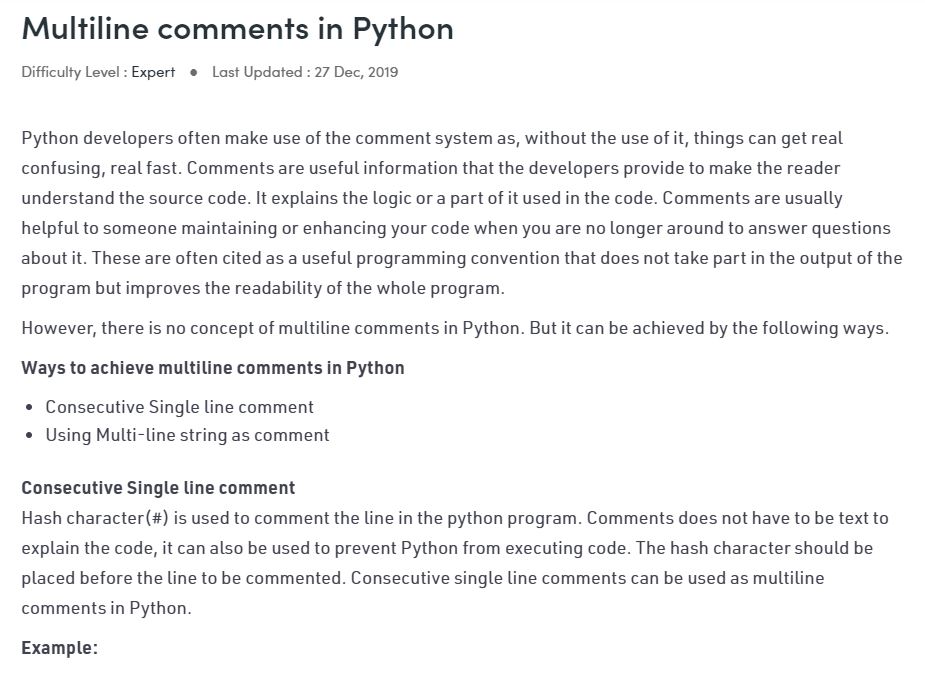 Multiline comments in Python
Difficulty Level : Expert ● Last Updated : 27 Dec, 2019
Python developers often make use of the comment system as, without the use of it, things can get real
confusing, real fast. Comments are useful information that the developers provide to make the reader
understand the source code. It explains the logic or a part of it used in the code. Comments are usually
helpful to someone maintaining or enhancing your code when you are no longer around to answer questions
about it. These are often cited as a useful programming convention that does not take part in the output of the
program but improves the readability of the whole program.
However, there is no concept of multiline comments in Python. But it can be achieved by the following ways.
Ways to achieve multiline comments in Python
• Consecutive Single line comment
• Using Multi-line string as comment
Consecutive Single line comment
Hash character(#) is used to comment the line in the python program. Comments does not have to be text to
explain the code, it can also be used to prevent Python from executing code. The hash character should be
placed before the line to be commented. Consecutive single line comments can be used as multiline
comments in Python.
Example: